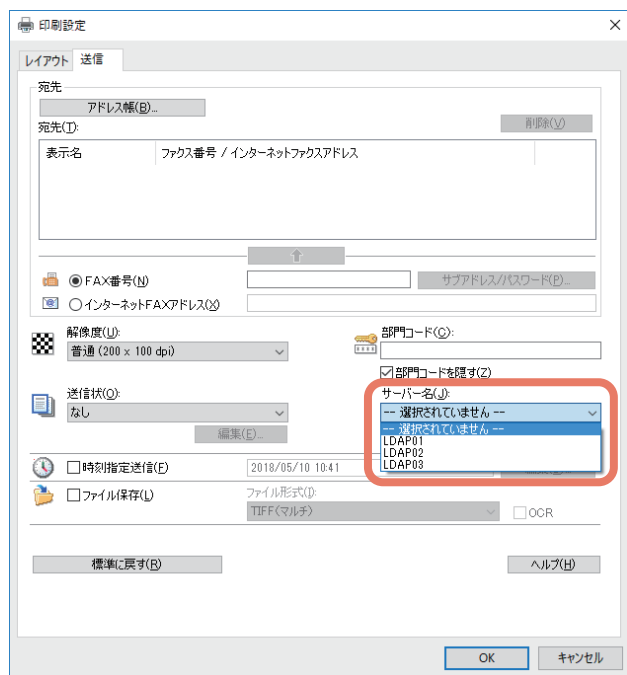 印刷設定
レイアウト 送信
宛先
アドレス帳(B)...
宛先(T):
削除(V)
表示名 ファクス番号 / インターネットファクスアドレス
FAX番号(N)
サブアドレス/パスワード(P)...
インターネットFAXアドレス(X)
解像度(U):
普通 (200 x 100 dpi)
部門コード(C):
部門コードを隠す(Z)
送信状(O):
なし
編集(E)...
サーバー名(J):
-- 選択されていません --
-- 選択されていません --
LDAP01
LDAP02
LDAP03
時刻指定送信(F)
2018/05/10 10:41
ファイル保存(L)
ファイル形式(I):
TIFF(マルチ)
OCR
標準に戻す(R)
ヘルプ(H)
OK
キャンセル